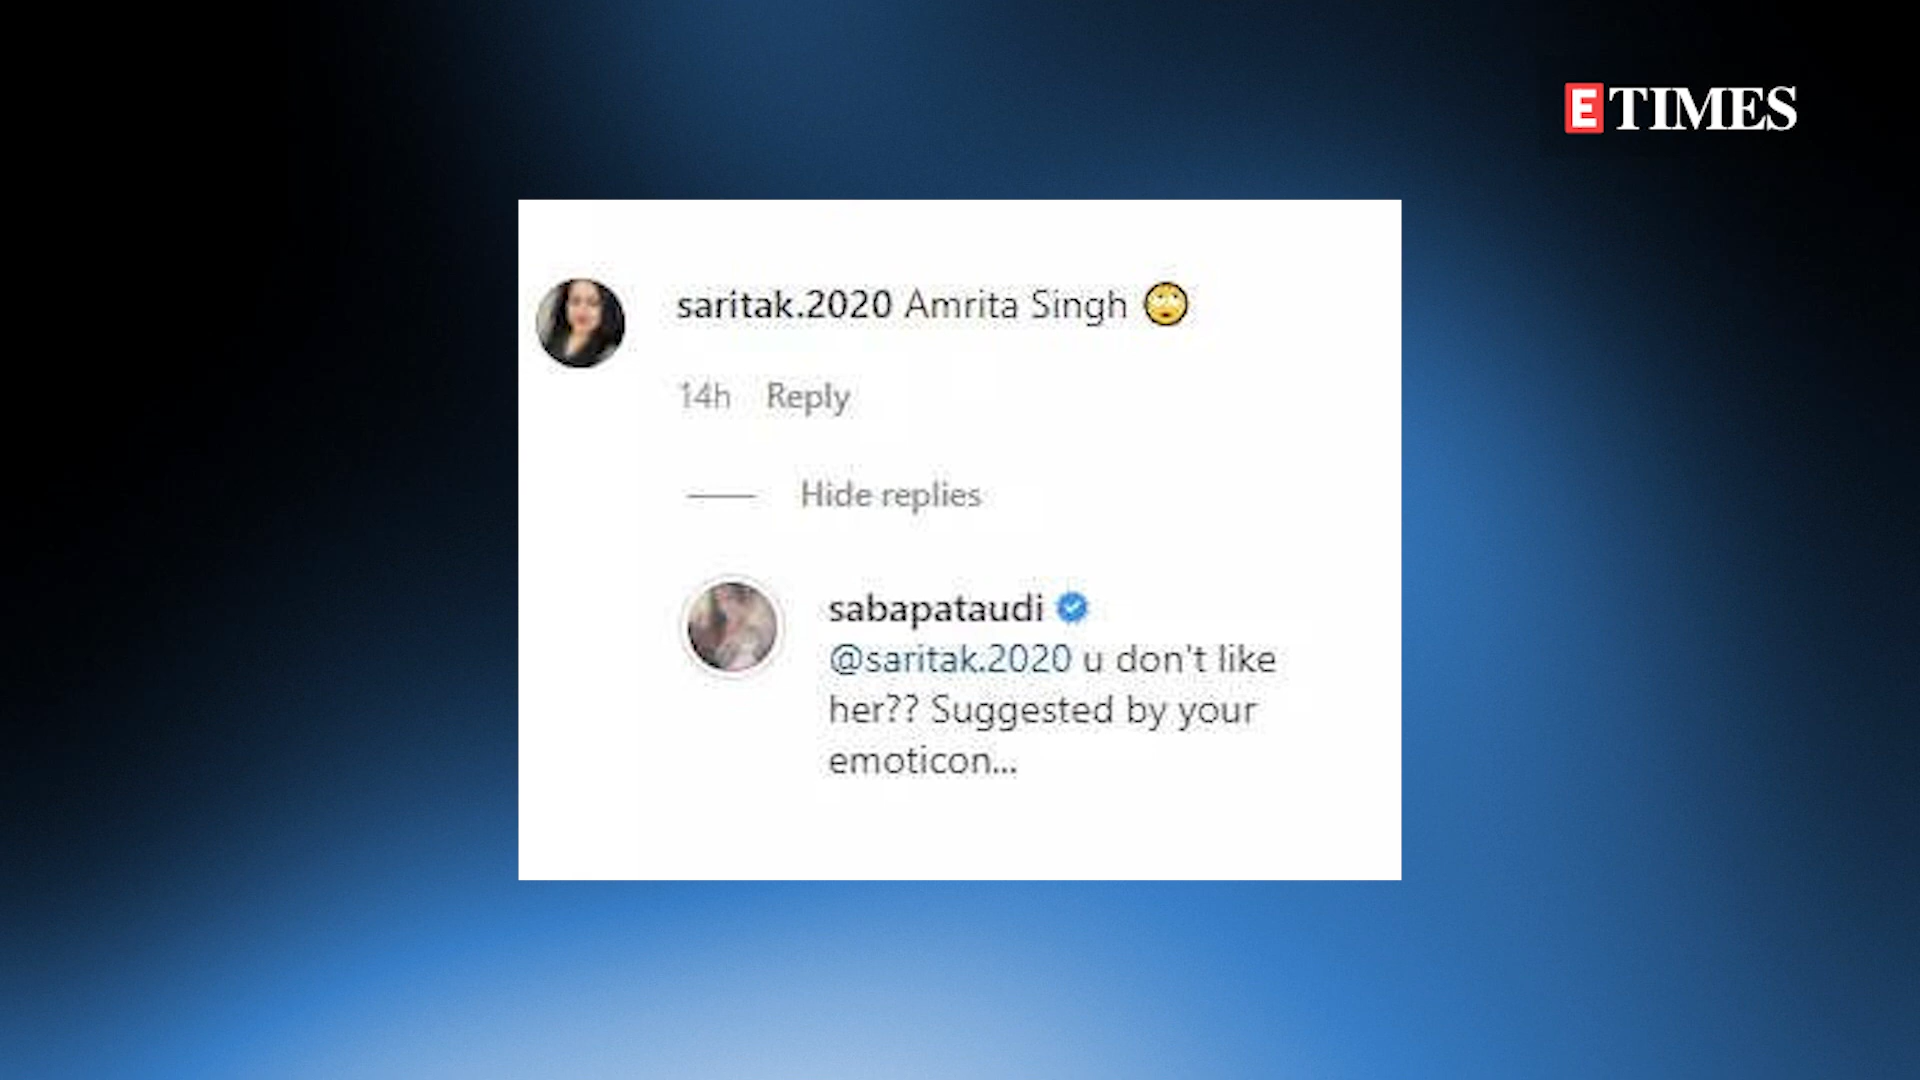 ETIMES
saritak.2020 Amrita Singh 🙄
14h Reply
Hide replies
sabapataudi
@saritak.2020 u don't like
her?? Suggested by your
emoticon...